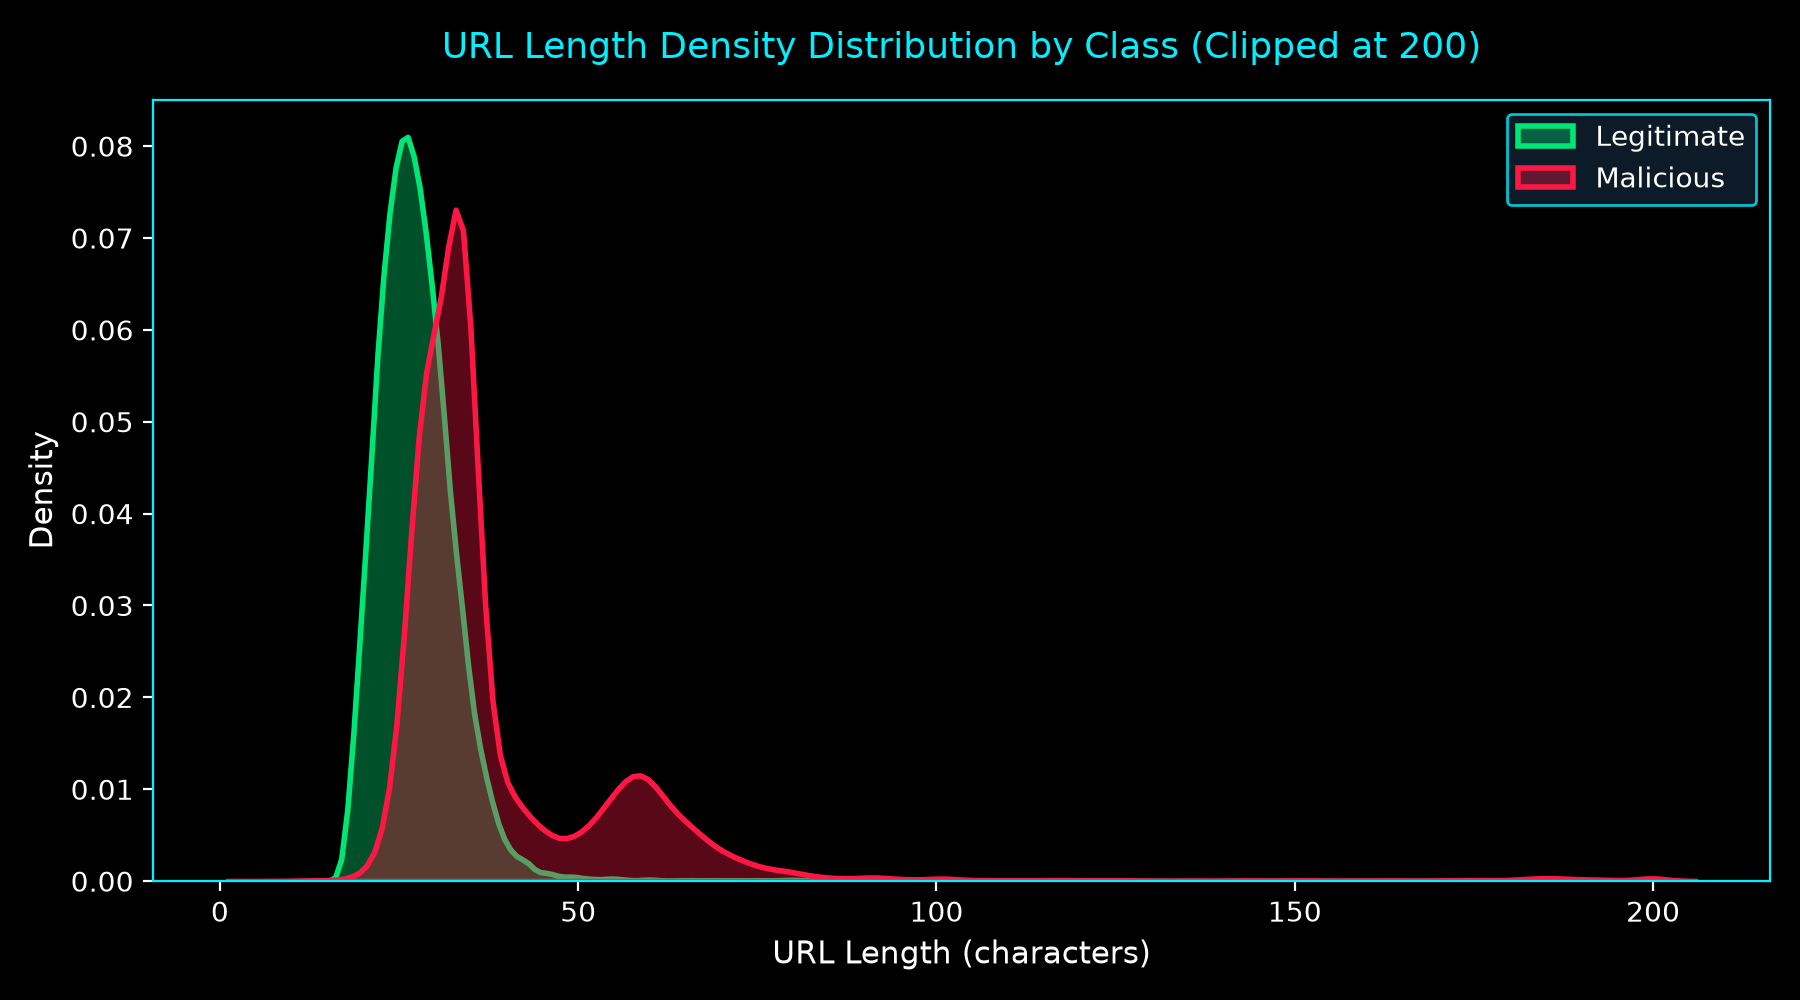 URL Length Density Distribution by Class (Clipped at 200)
Legitimate
Malicious
0.08
0.07
0.06
0.05
0.04
0.03
0.02
0.01
0.00
Density
0 50 100 150 200
URL Length (characters)